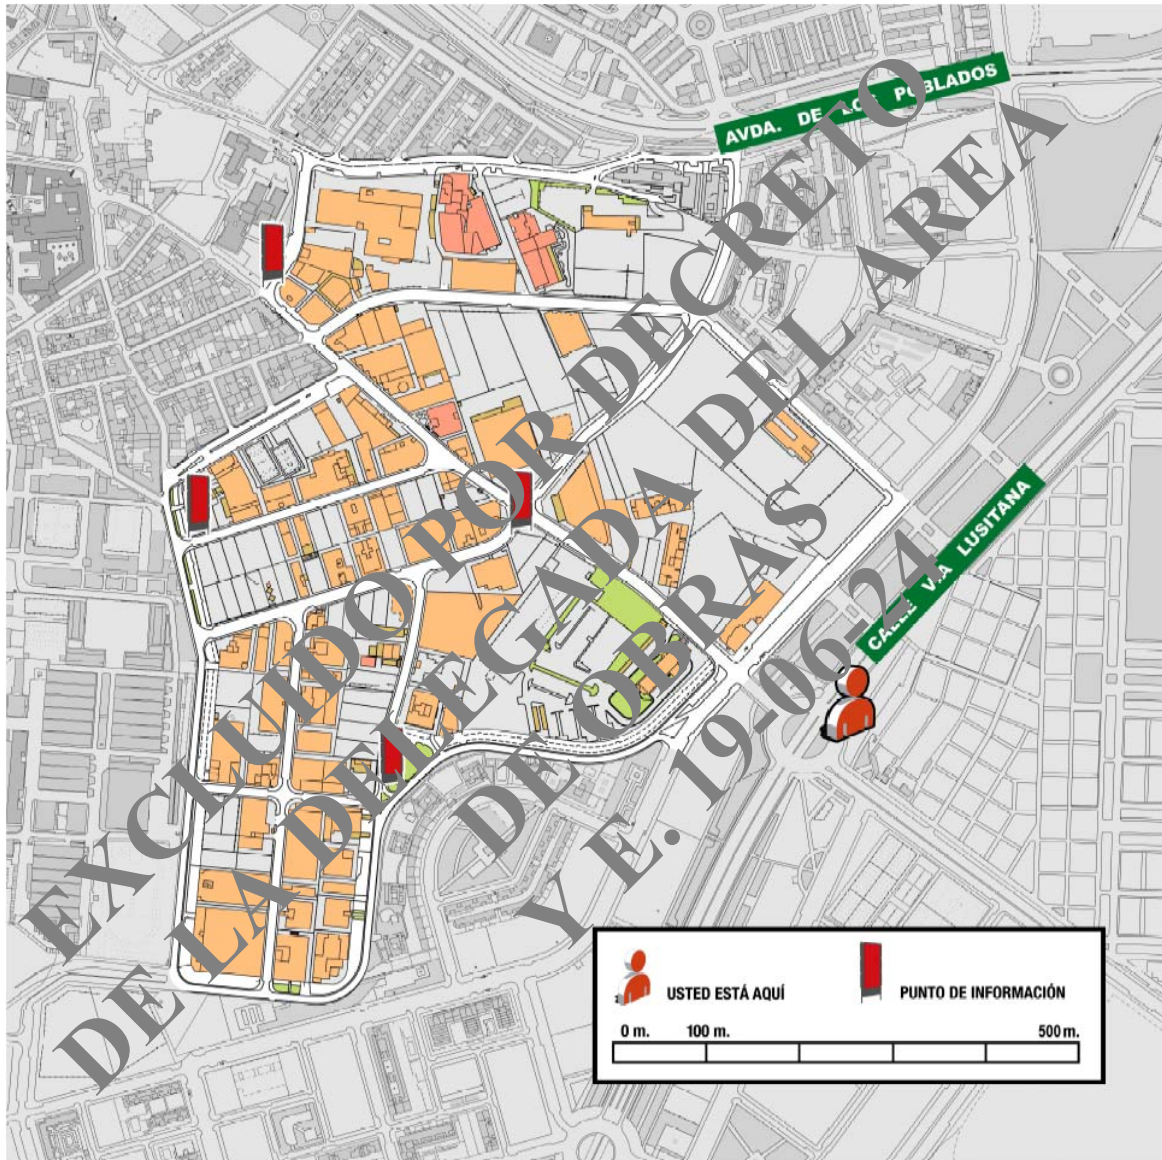 AVDA. DE LOS POBLADOS
CALLE VIA LUSITANA
EXCLUIDO POR DECRETO
DE LA DELEGADA DEL AREA
DE OBRAS
Y E. 19-06-24
USTED ESTÁ AQUÍ
PUNTO DE INFORMACIÓN
0 m. 100 m. 500 m.